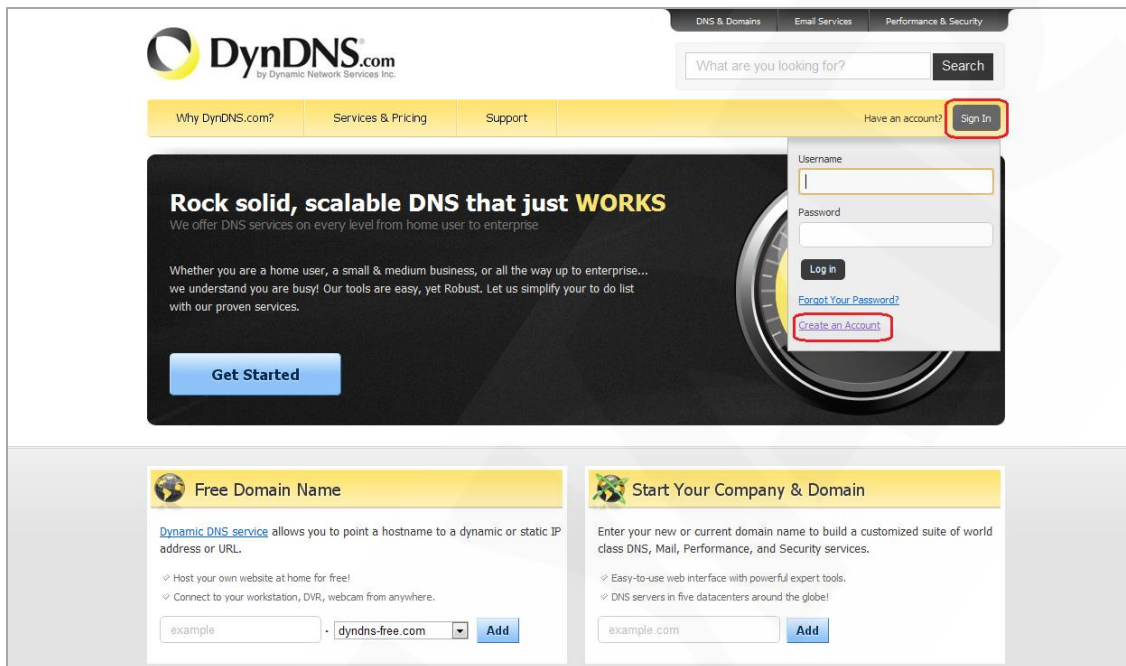 DNS & Domains Email Services Performance & Security
DynDNS.com
by Dynamic Network Services Inc.
What are you looking for? Search
Why DynDNS.com? Services & Pricing Support Have an account? Sign In
Username
Password
Log in
Forgot Your Password?
Create an Account
Rock solid, scalable DNS that just WORKS
We offer DNS services on every level from home user to enterprise
Whether you are a home user, a small & medium business, or all the way up to enterprise...
we understand you are busy! Our tools are easy, yet Robust. Let us simplify your to do list
with our proven services.
Get Started
Free Domain Name
Dynamic DNS service allows you to point a hostname to a dynamic or static IP
address or URL.
Host your own website at home for free!
Connect to your workstation, DVR, webcam from anywhere.
example . dyndns-free.com Add
Start Your Company & Domain
Enter your new or current domain name to build a customized suite of world
class DNS, Mail, Performance, and Security services.
Easy-to-use web interface with powerful expert tools.
DNS servers in five datacenters around the globe!
example.com Add